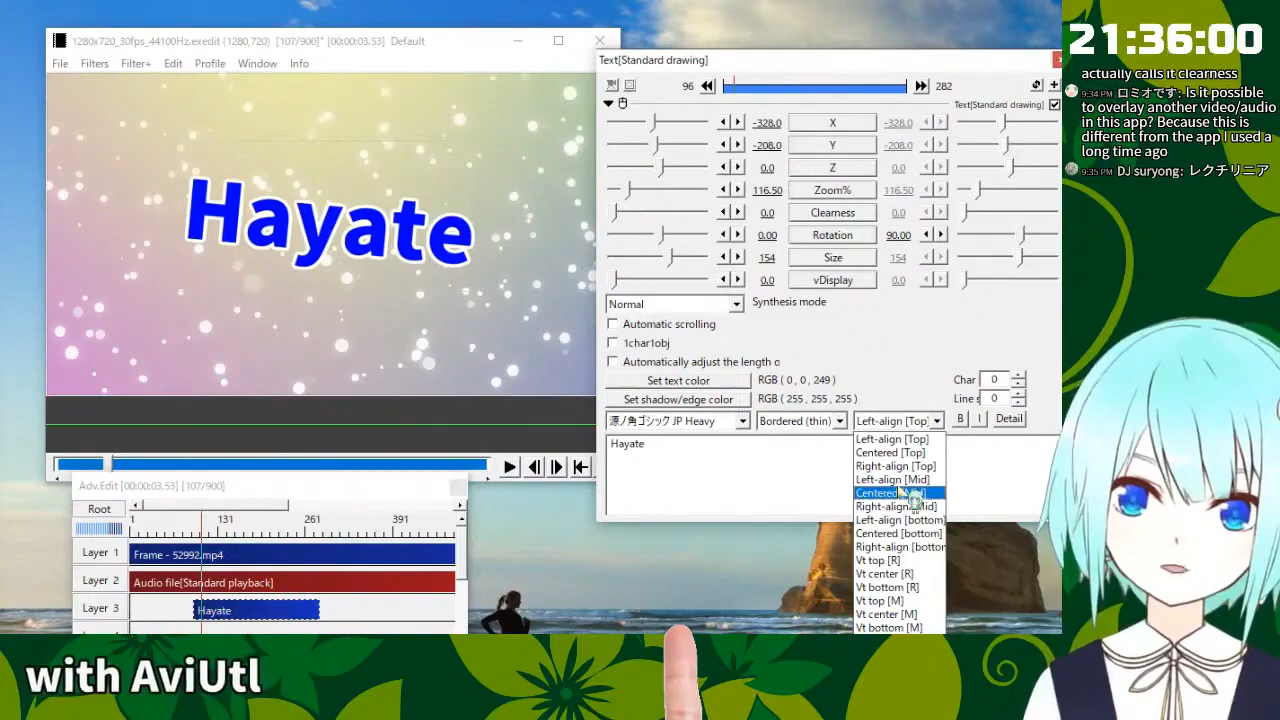 1280x720_30fps_44100Hz.exedit (1280,720) [107/900]* [00:00:03.53] Default
File Filters Filter+ Edit Profile Window Info
Hayate
Text[Standard drawing]
96 282
Text[Standard drawing]
-328.0 X -328.0
-208.0 Y -208.0
0.0 Z 0.0
116.50 Zoom% 116.50
0.0 Clearness 0.0
0.00 Rotation 90.00
154 Size 154
0.0 vDisplay 0.0
Normal Synthesis mode
Automatic scrolling
1char1obj
Automatically adjust the length o
Set text color RGB ( 0 , 0 , 249 ) Char 0
Set shadow/edge color RGB ( 255 , 255 , 255 ) Line s 0
源ノ角ゴシック JP Heavy Bordered (thin) Left-align [Top] B I Detail
Hayate
Left-align [Top]
Centered [Top]
Right-align [Top]
Left-align [Mid]
Centered
Right-align [Mid]
Left-align [bottom]
Centered [bottom]
Right-align [bottom
Vt top [R]
Vt center [R]
Vt bottom [R]
Vt top [M]
Vt center [M]
Vt bottom [M]
Adv.Edit [00:00:03.53] [107/900]
Root
1 131 261 391
Layer 1 Frame - 52992.mp4
Layer 2 Audio file[Standard playback]
Layer 3 Hayate
with AviUtl
21:36:00
actually calls it clearness
9:34 PM ロミオです: Is it possible
to overlay another video/audio
in this app? Because this is
different from the app I used a
long time ago
9:35 PM DJ suryong: レクチリニア